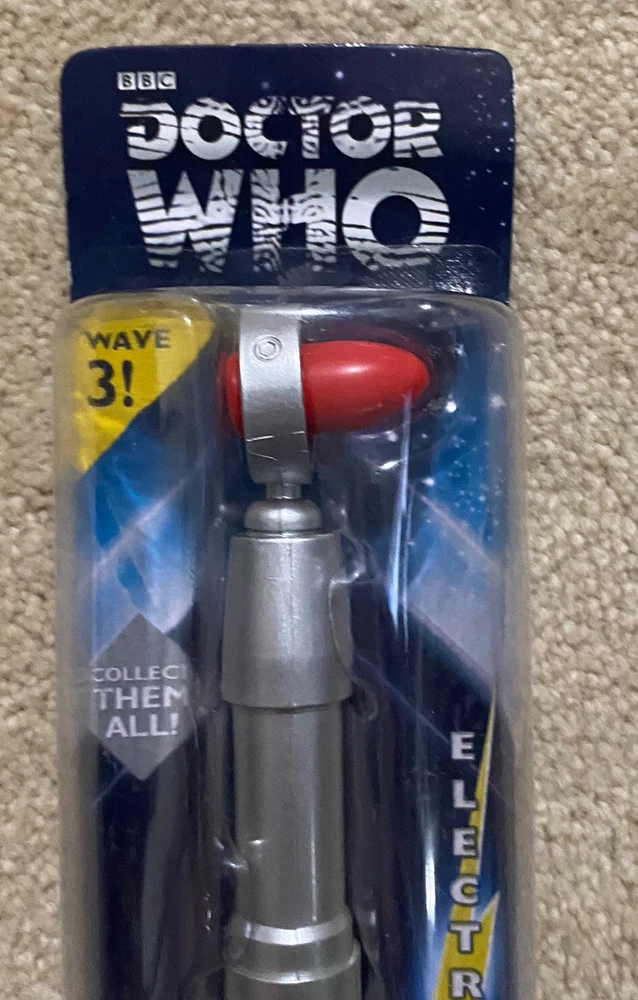 BBC
DOCTOR
WHO
WAVE
3!
COLLECT
THEM
ALL!
ELECTR